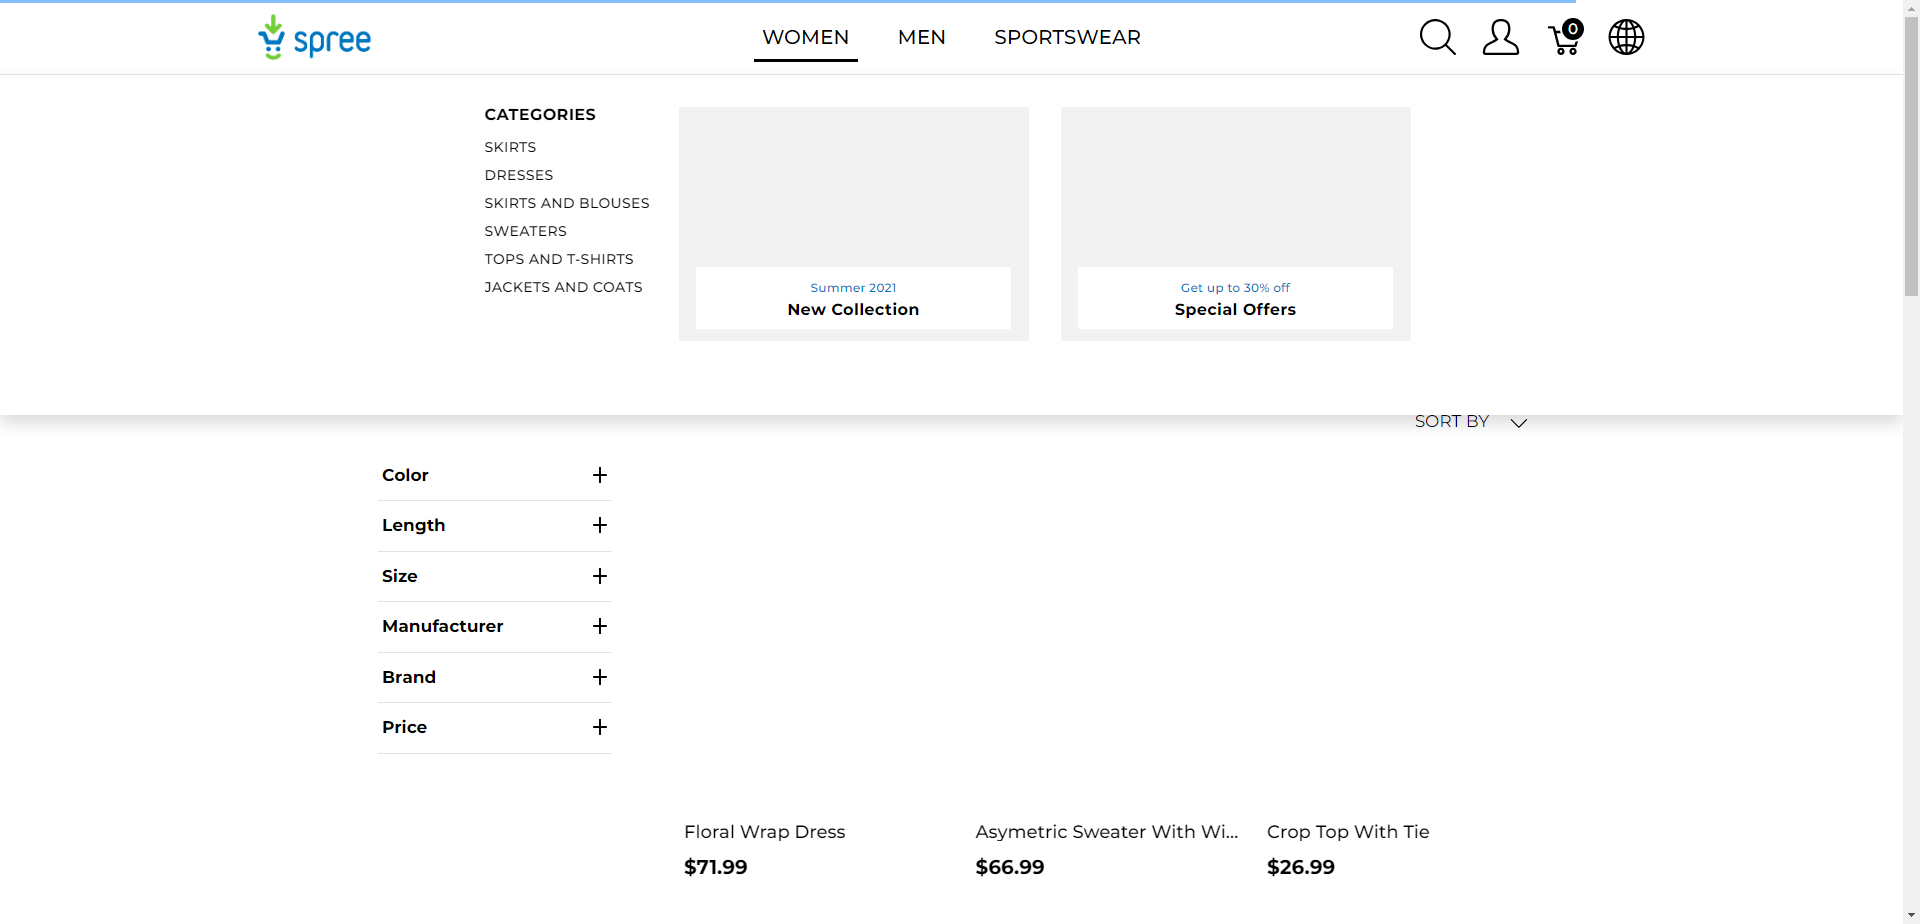 spree
WOMEN
MEN
SPORTSWEAR
0
CATEGORIES
SKIRTS
DRESSES
SKIRTS AND BLOUSES
SWEATERS
TOPS AND T-SHIRTS
JACKETS AND COATS
Summer 2021
New Collection
Get up to 30% off
Special Offers
SORT BY
Color
Length
Size
Manufacturer
Brand
Price
Floral Wrap Dress
$71.99
Asymetric Sweater With Wi...
$66.99
Crop Top With Tie
$26.99